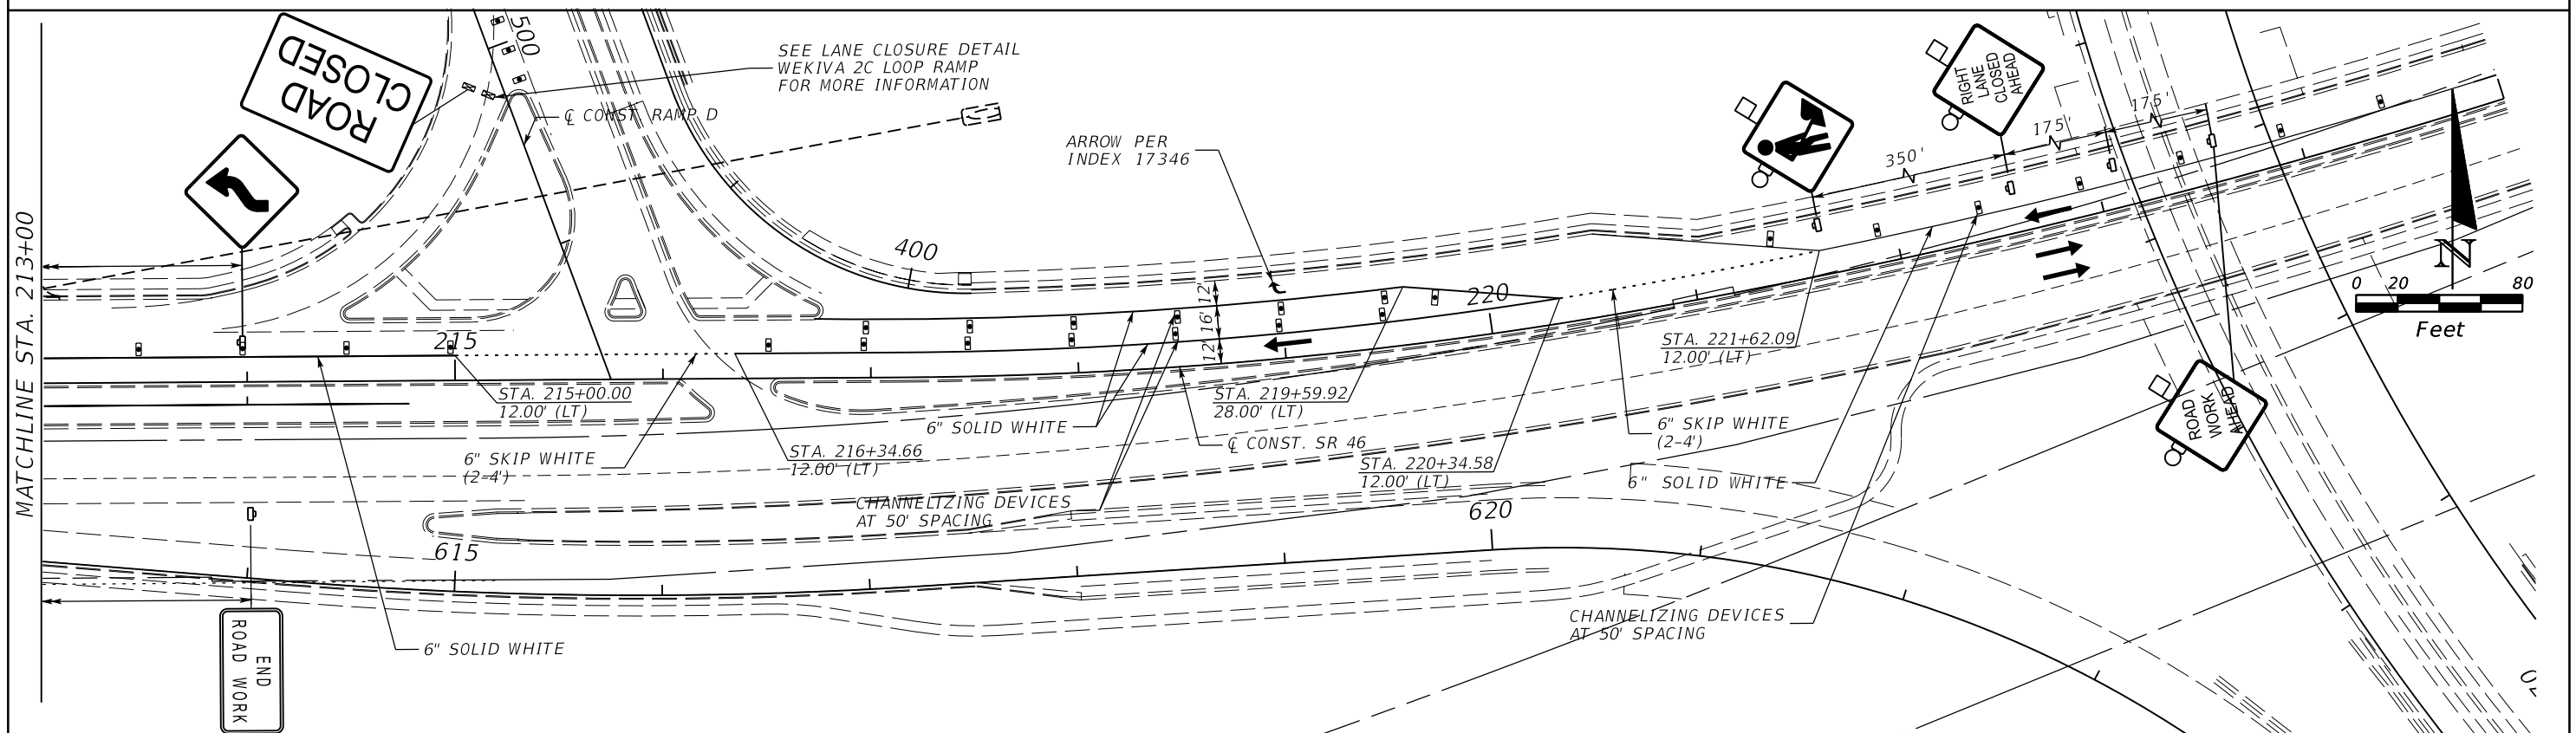 MATCHLINE STA. 213+00
ROAD
CLOSED
500
SEE LANE CLOSURE DETAIL
WEKIVA 2C LOOP RAMP
FOR MORE INFORMATION
℄ CONST. RAMP D
ARROW PER
INDEX 17346
400
350'
175'
175'
RIGHT
LANE
CLOSED
AHEAD
N
0 20 80
Feet
12'
16'
12'
215
220
STA. 215+00.00
12.00' (LT)
6" SKIP WHITE
(2-4')
STA. 216+34.66
12.00' (LT)
6" SOLID WHITE
STA. 219+59.92
28.00' (LT)
℄ CONST. SR 46
STA. 220+34.58
12.00' (LT)
STA. 221+62.09
12.00' (LT)
6" SKIP WHITE
(2-4')
6" SOLID WHITE
ROAD
WORK
AHEAD
CHANNELIZING DEVICES
AT 50' SPACING
615
620
CHANNELIZING DEVICES
AT 50' SPACING
6" SOLID WHITE
END
ROAD WORK